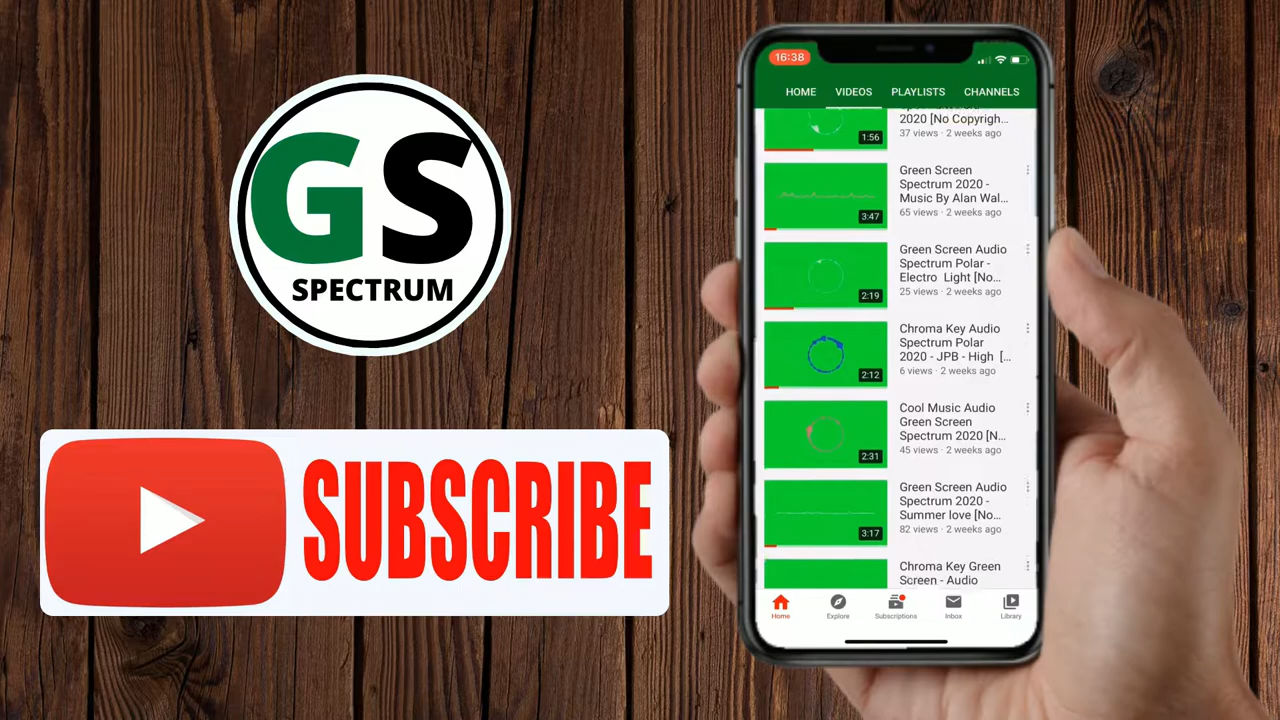 GS
SPECTRUM
SUBSCRIBE
16:38
HOME VIDEOS PLAYLISTS CHANNELS
2020 [No Copyrigh...
37 views · 2 weeks ago
1:56
Green Screen
Spectrum 2020 -
Music By Alan Wal...
65 views · 2 weeks ago
3:47
Green Screen Audio
Spectrum Polar -
Electro Light [No...
25 views · 2 weeks ago
2:19
Chroma Key Audio
Spectrum Polar
2020 - JPB - High [...
6 views · 2 weeks ago
2:12
Cool Music Audio
Green Screen
Spectrum 2020 [N...
45 views · 2 weeks ago
2:31
Green Screen Audio
Spectrum 2020 -
Summer love [No...
82 views · 2 weeks ago
3:17
Chroma Key Green
Screen - Audio
Home Explore Subscriptions Inbox Library